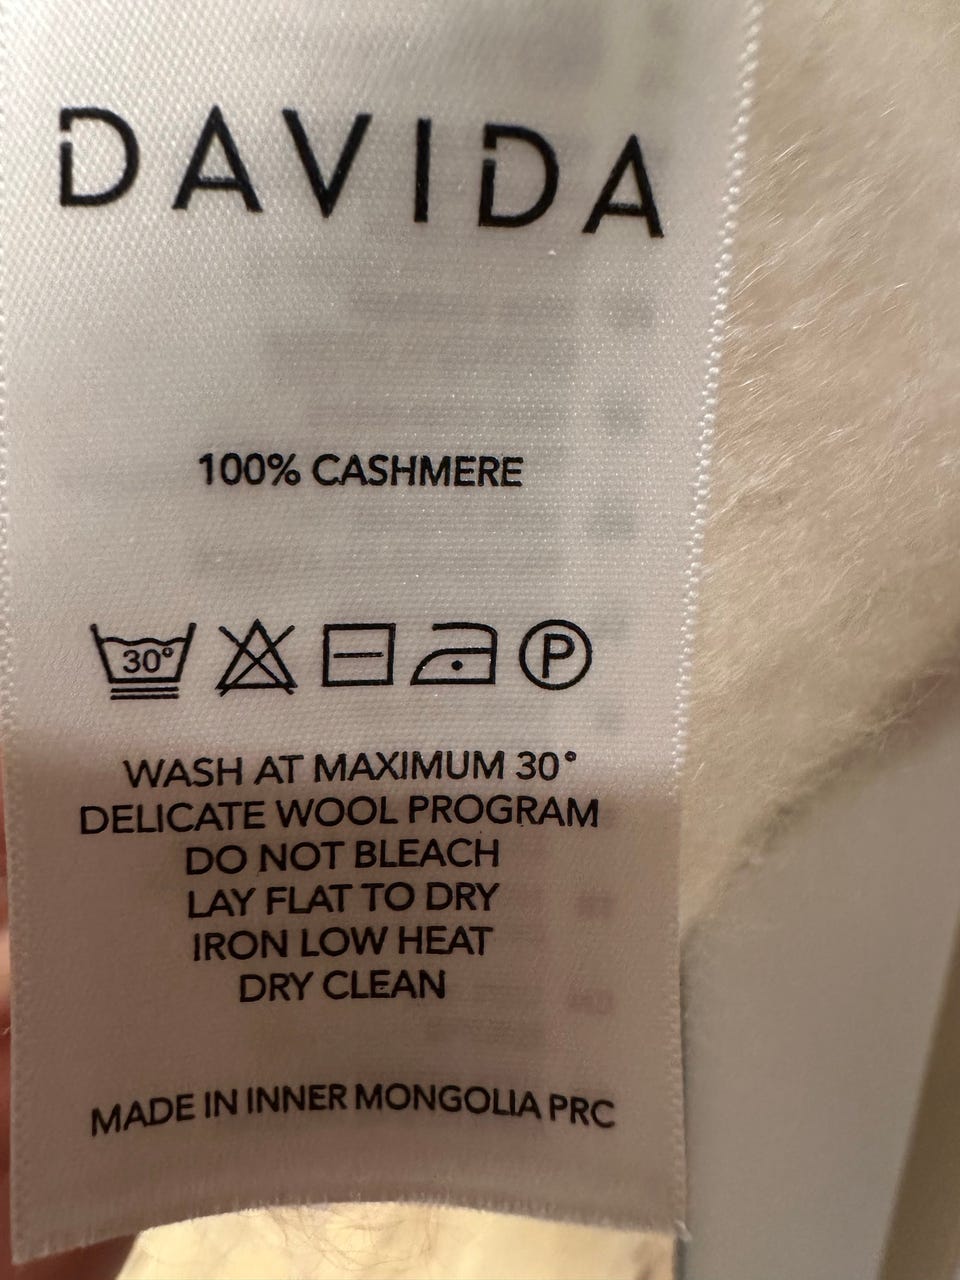 DAVIDA
100% CASHMERE
30°
P
WASH AT MAXIMUM 30°
DELICATE WOOL PROGRAM
DO NOT BLEACH
LAY FLAT TO DRY
IRON LOW HEAT
DRY CLEAN
MADE IN INNER MONGOLIA PRC